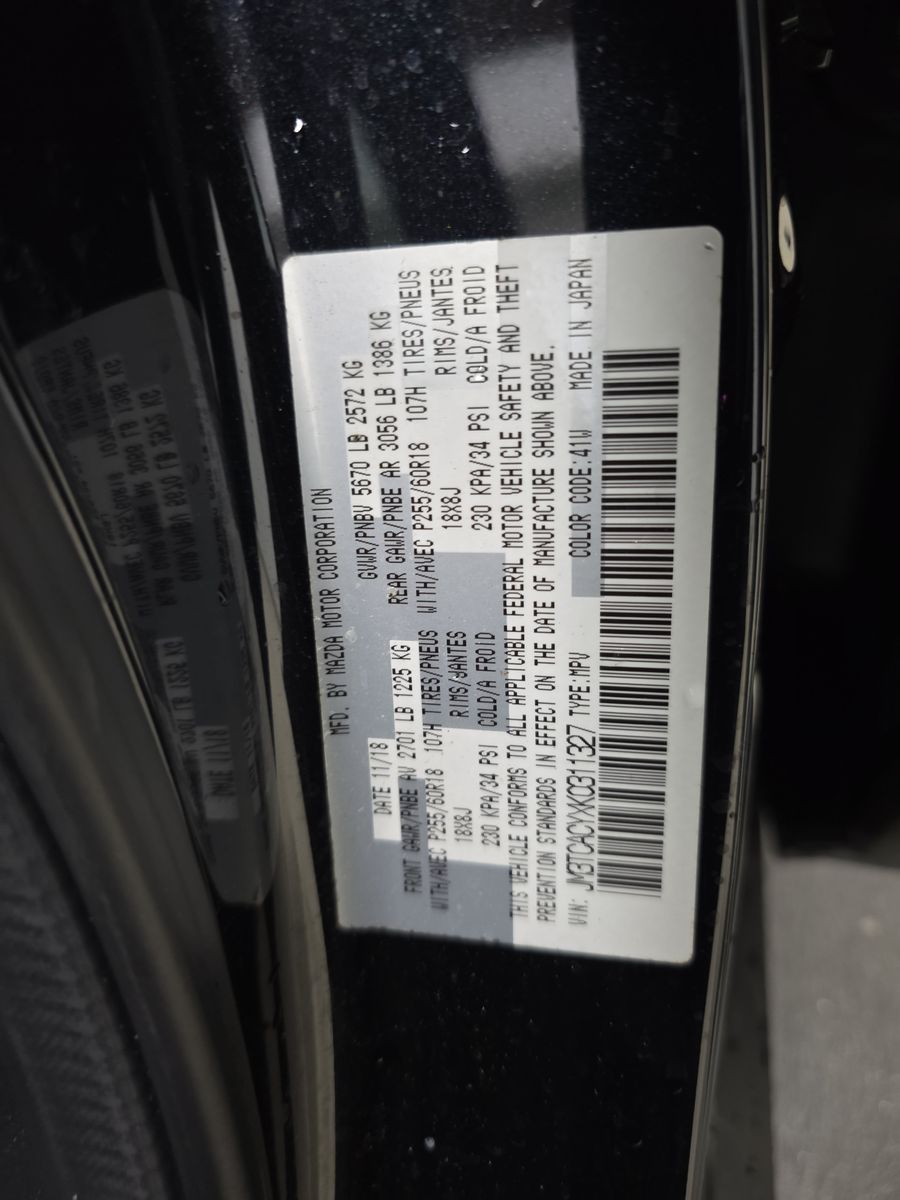 MFD. BY MAZDA MOTOR CORPORATION
DATE 11/18 GVWR/PNBV 5670 LB 2572 KG
FRONT GAWR/PNBE AV 2701 LB 1225 KG REAR GAWR/PNBE AR 3056 LB 1386 KG
WITH/AVEC P255/60R18 107H TIRES/PNEUS WITH/AVEC P255/60R18 107H TIRES/PNEUS
18X8J RIMS/JANTES 18X8J RIMS/JANTES
230 KPA/34 PSI COLD/A FROID 230 KPA/34 PSI COLD/A FROID
THIS VEHICLE CONFORMS TO ALL APPLICABLE FEDERAL MOTOR VEHICLE SAFETY AND THEFT
PREVENTION STANDARDS IN EFFECT ON THE DATE OF MANUFACTURE SHOWN ABOVE.
VIN: JM3TCACYXK0311327 TYPE:MPV COLOR CODE:41W MADE IN JAPAN